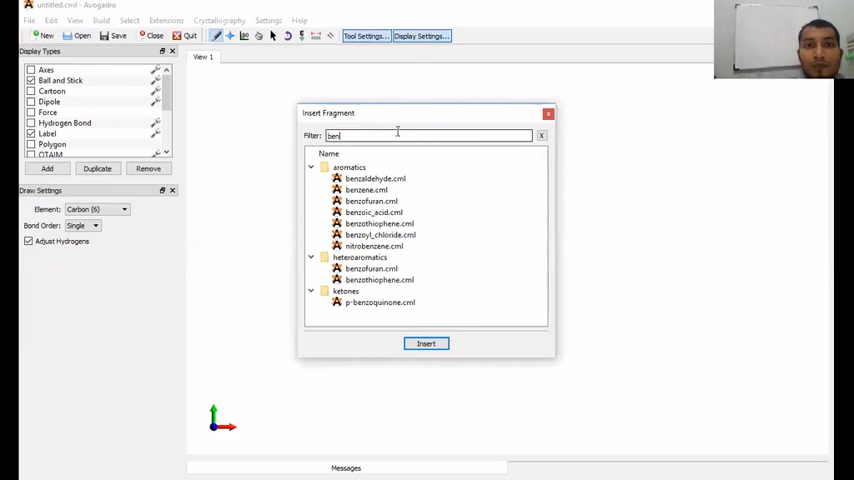 untitled.cml - Avogadro
File Edit View Build Select Extensions Crystallography Settings Help
New Open Save Close Quit Tool Settings... Display Settings...
Display Types
View 1
Axes
Ball and Stick
Cartoon
Dipole
Force
Hydrogen Bond
Label
Polygon
QTAIM
Add Duplicate Remove
Draw Settings
Element: Carbon (6)
Bond Order: Single
Adjust Hydrogens
Insert Fragment
Filter: ben
Name
aromatics
benzaldehyde.cml
benzene.cml
benzofuran.cml
benzoic_acid.cml
benzothiophene.cml
benzoyl_chloride.cml
nitrobenzene.cml
heteroaromatics
benzofuran.cml
benzothiophene.cml
ketones
p-benzoquinone.cml
Insert
Messages